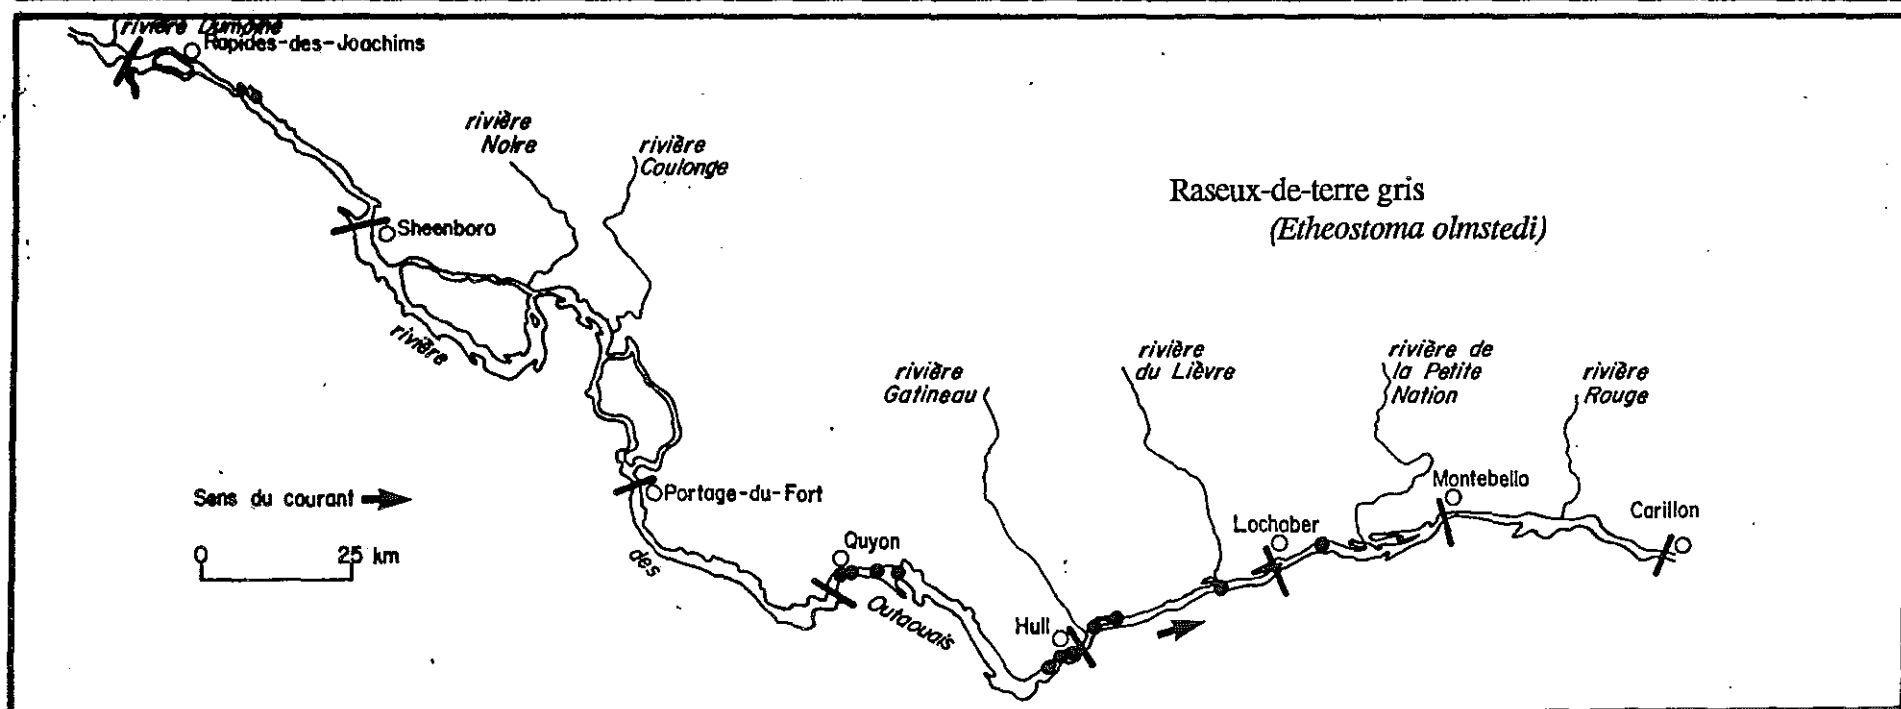 rivière Dumoine
Rapides-des-Joachims
rivière
Noire
rivière
Coulonge
Raseux-de-terre gris
(Etheostoma olmstedi)
Sheenboro
rivière
rivière
Gatineau
rivière
du Lièvre
rivière de
la Petite
Nation
rivière
Rouge
Sens du courant
Portage-du-Fort
Montebello
Lochaber
Carillon
0 25 km
des
Quyon
Outaouais
Hull